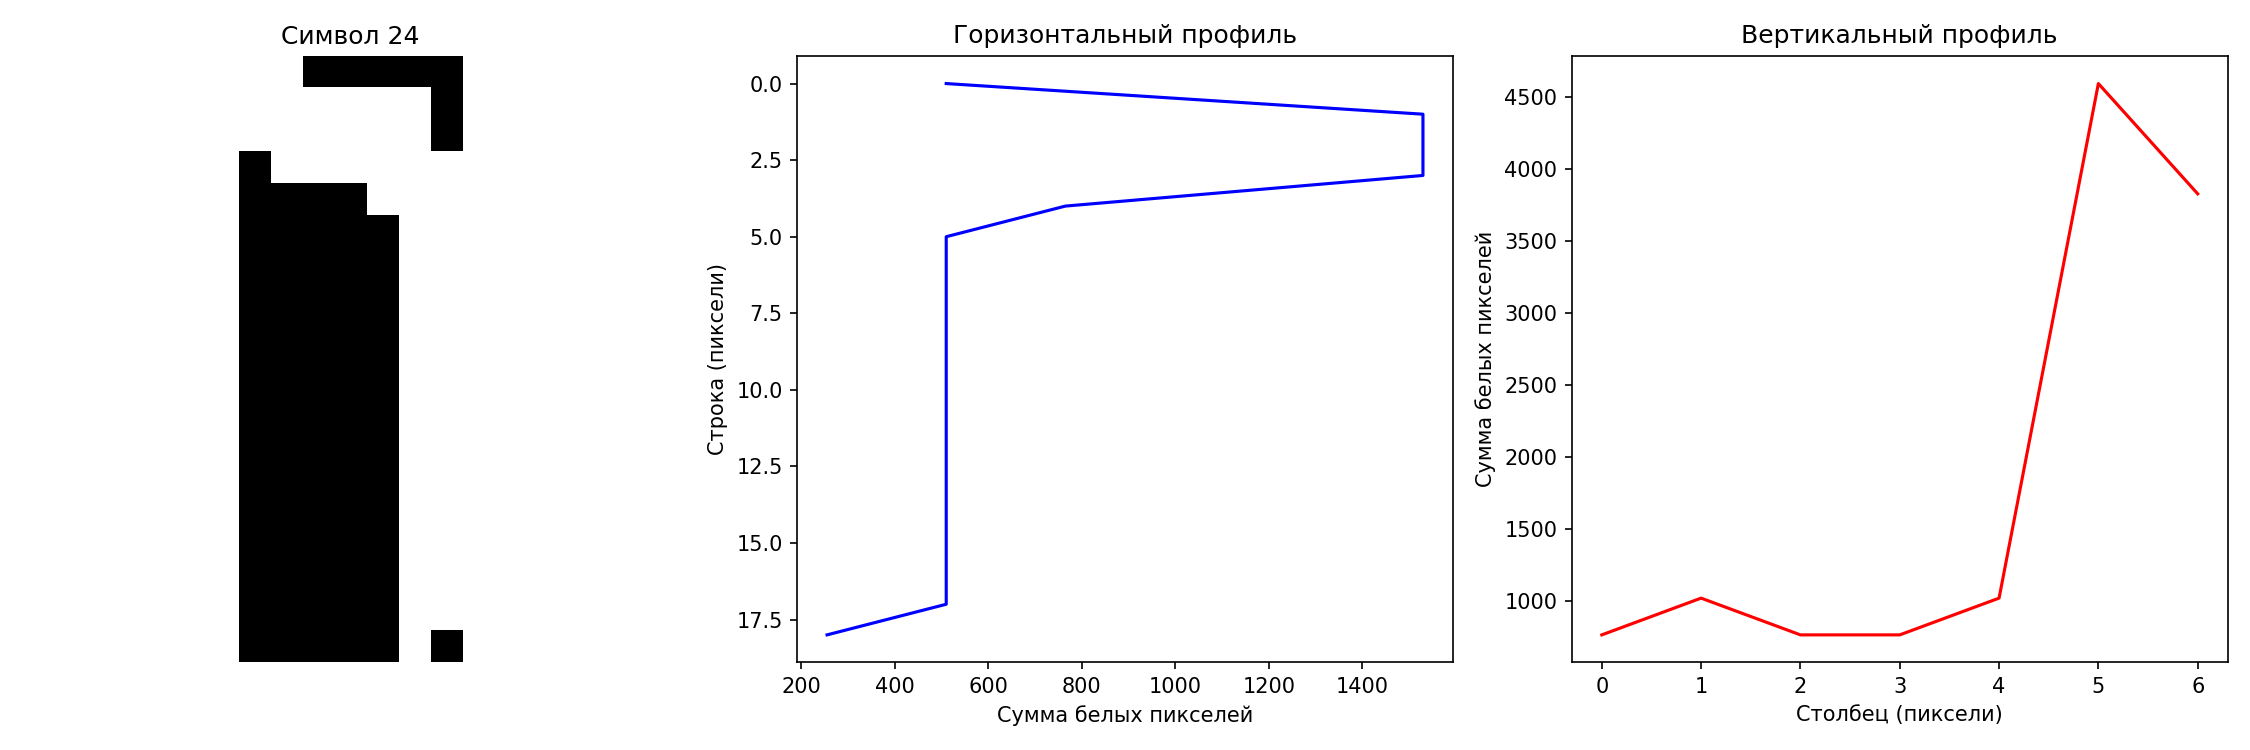 Символ 24
Горизонтальный профиль
0.0
2.5
5.0
7.5
10.0
12.5
15.0
17.5
Строка (пиксели)
200 400 600 800 1000 1200 1400
Сумма белых пикселей
Вертикальный профиль
4500
4000
3500
3000
2500
2000
1500
1000
Сумма белых пикселей
0 1 2 3 4 5 6
Столбец (пиксели)